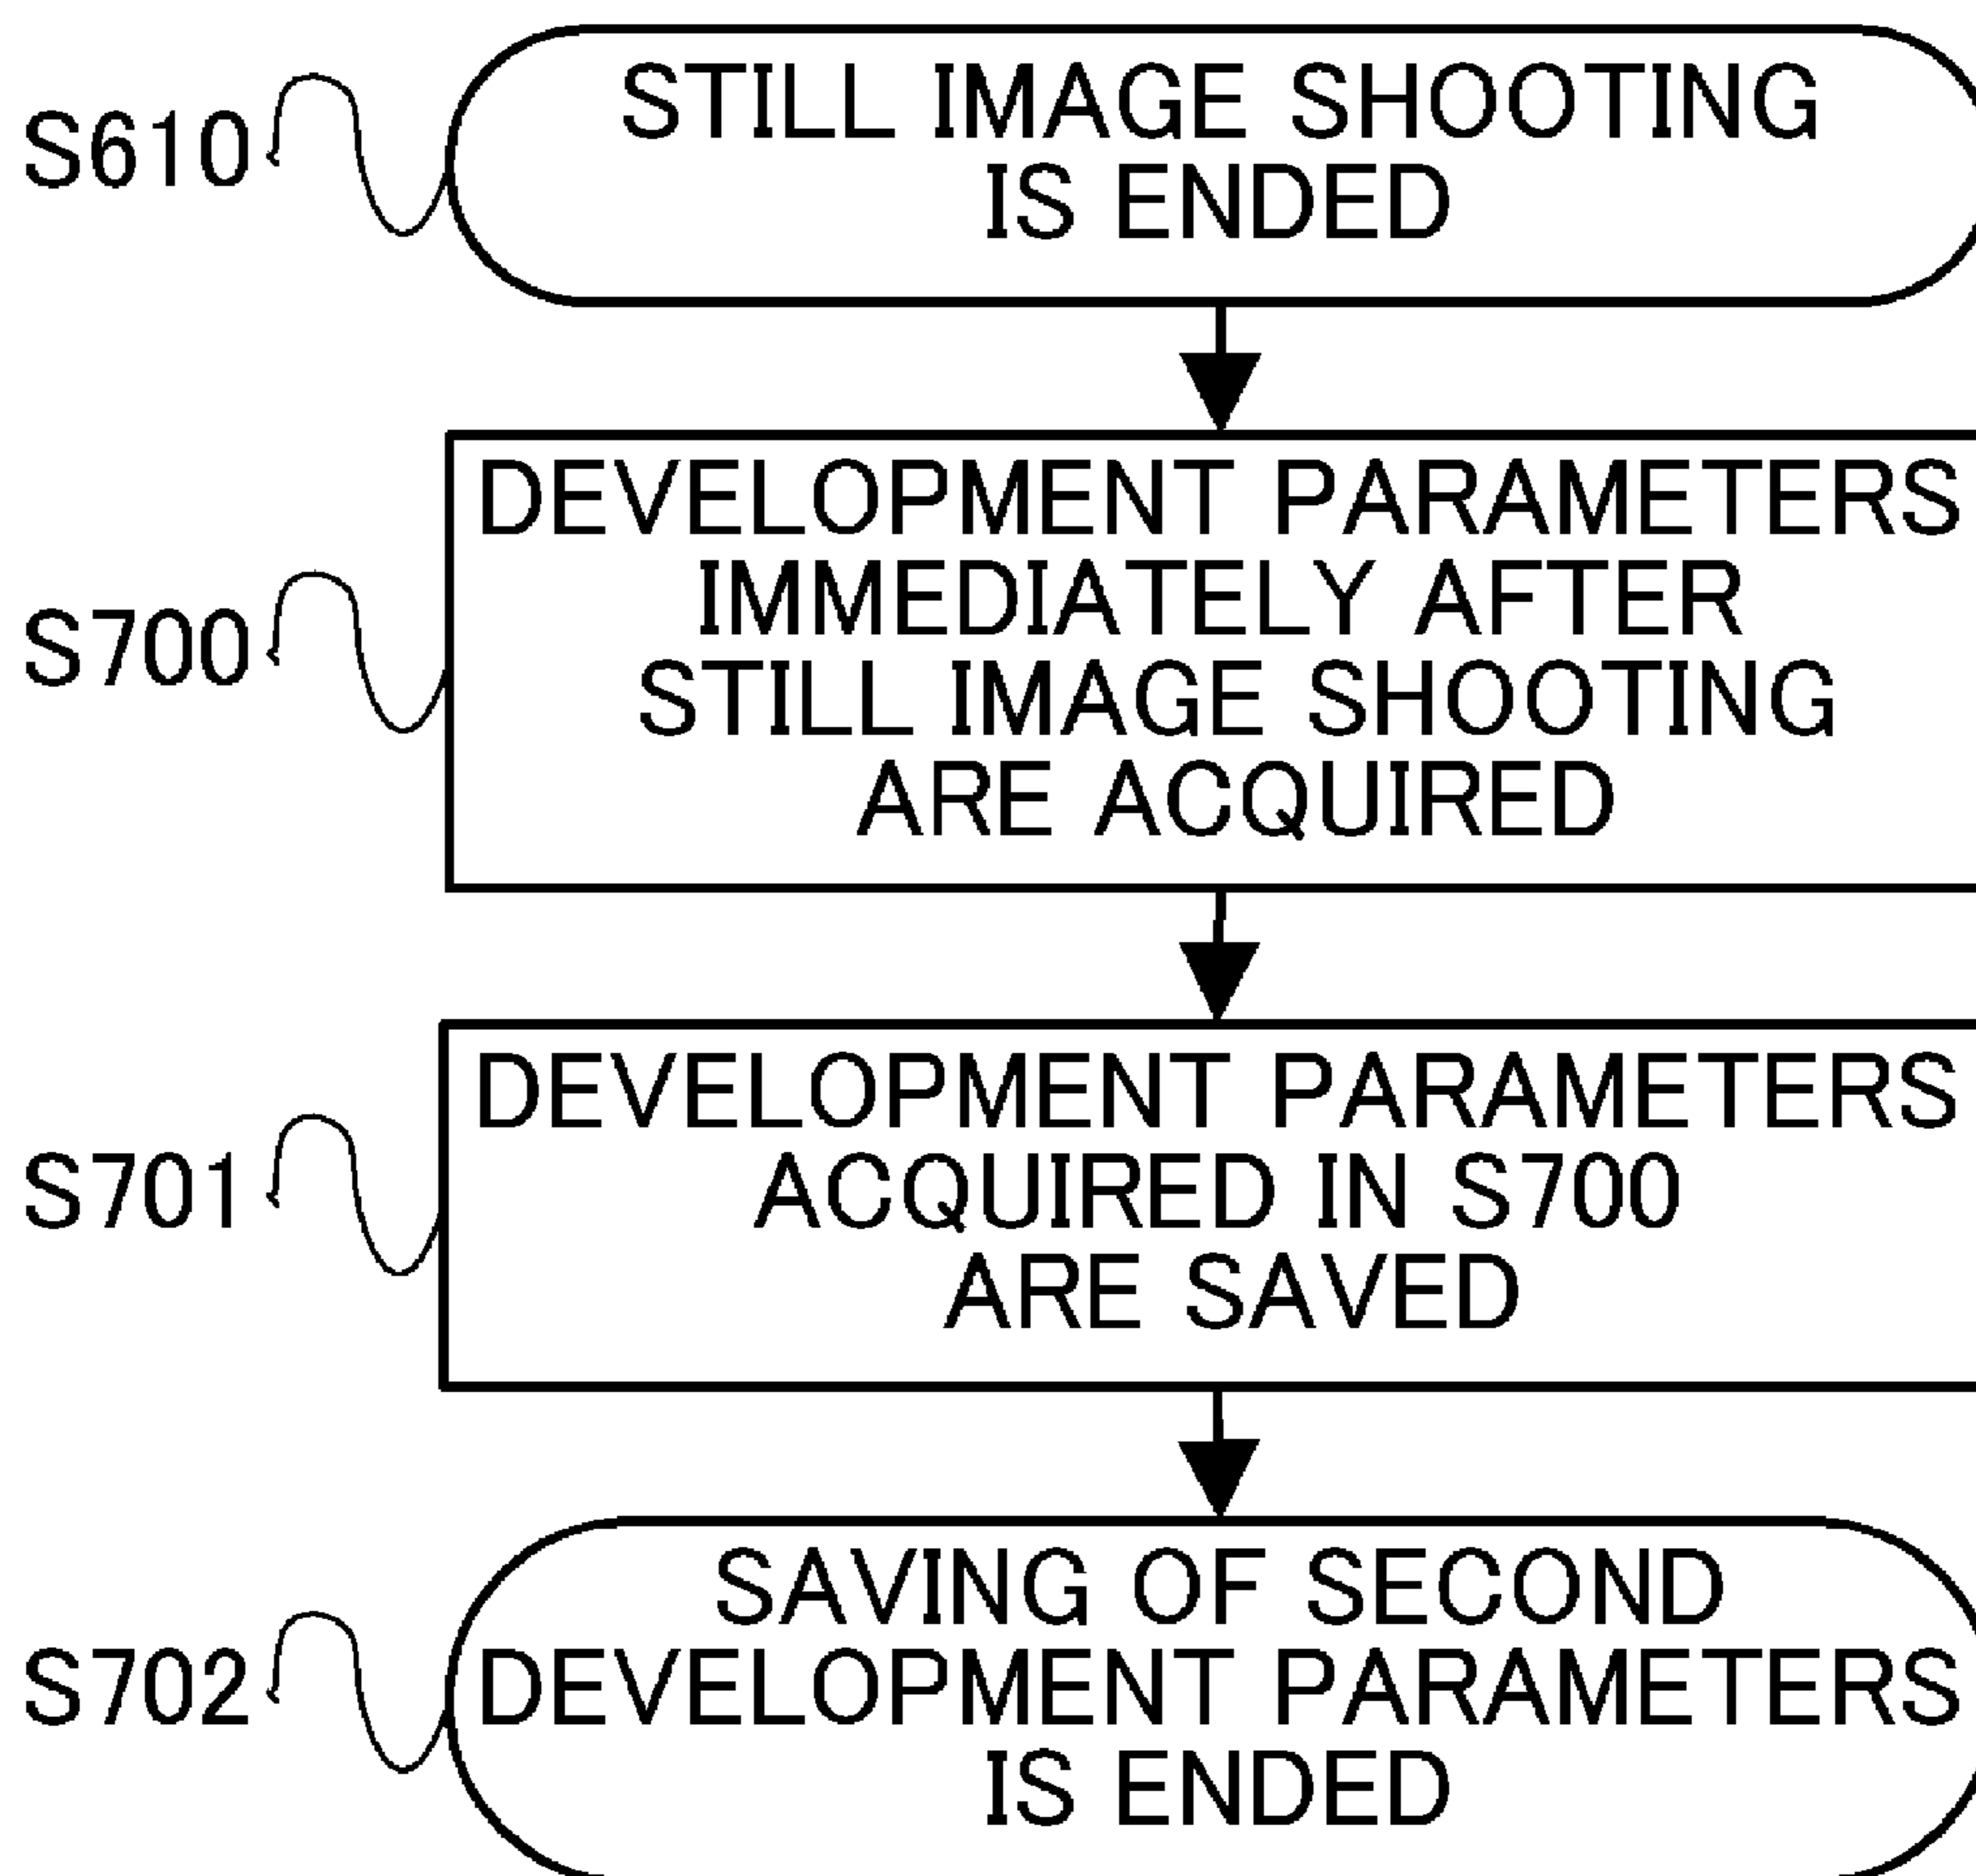 S610
STILL IMAGE SHOOTING
IS ENDED
S700
DEVELOPMENT PARAMETERS
IMMEDIATELY AFTER
STILL IMAGE SHOOTING
ARE ACQUIRED
S701
DEVELOPMENT PARAMETERS
ACQUIRED IN S700
ARE SAVED
S702
SAVING OF SECOND
DEVELOPMENT PARAMETERS
IS ENDED